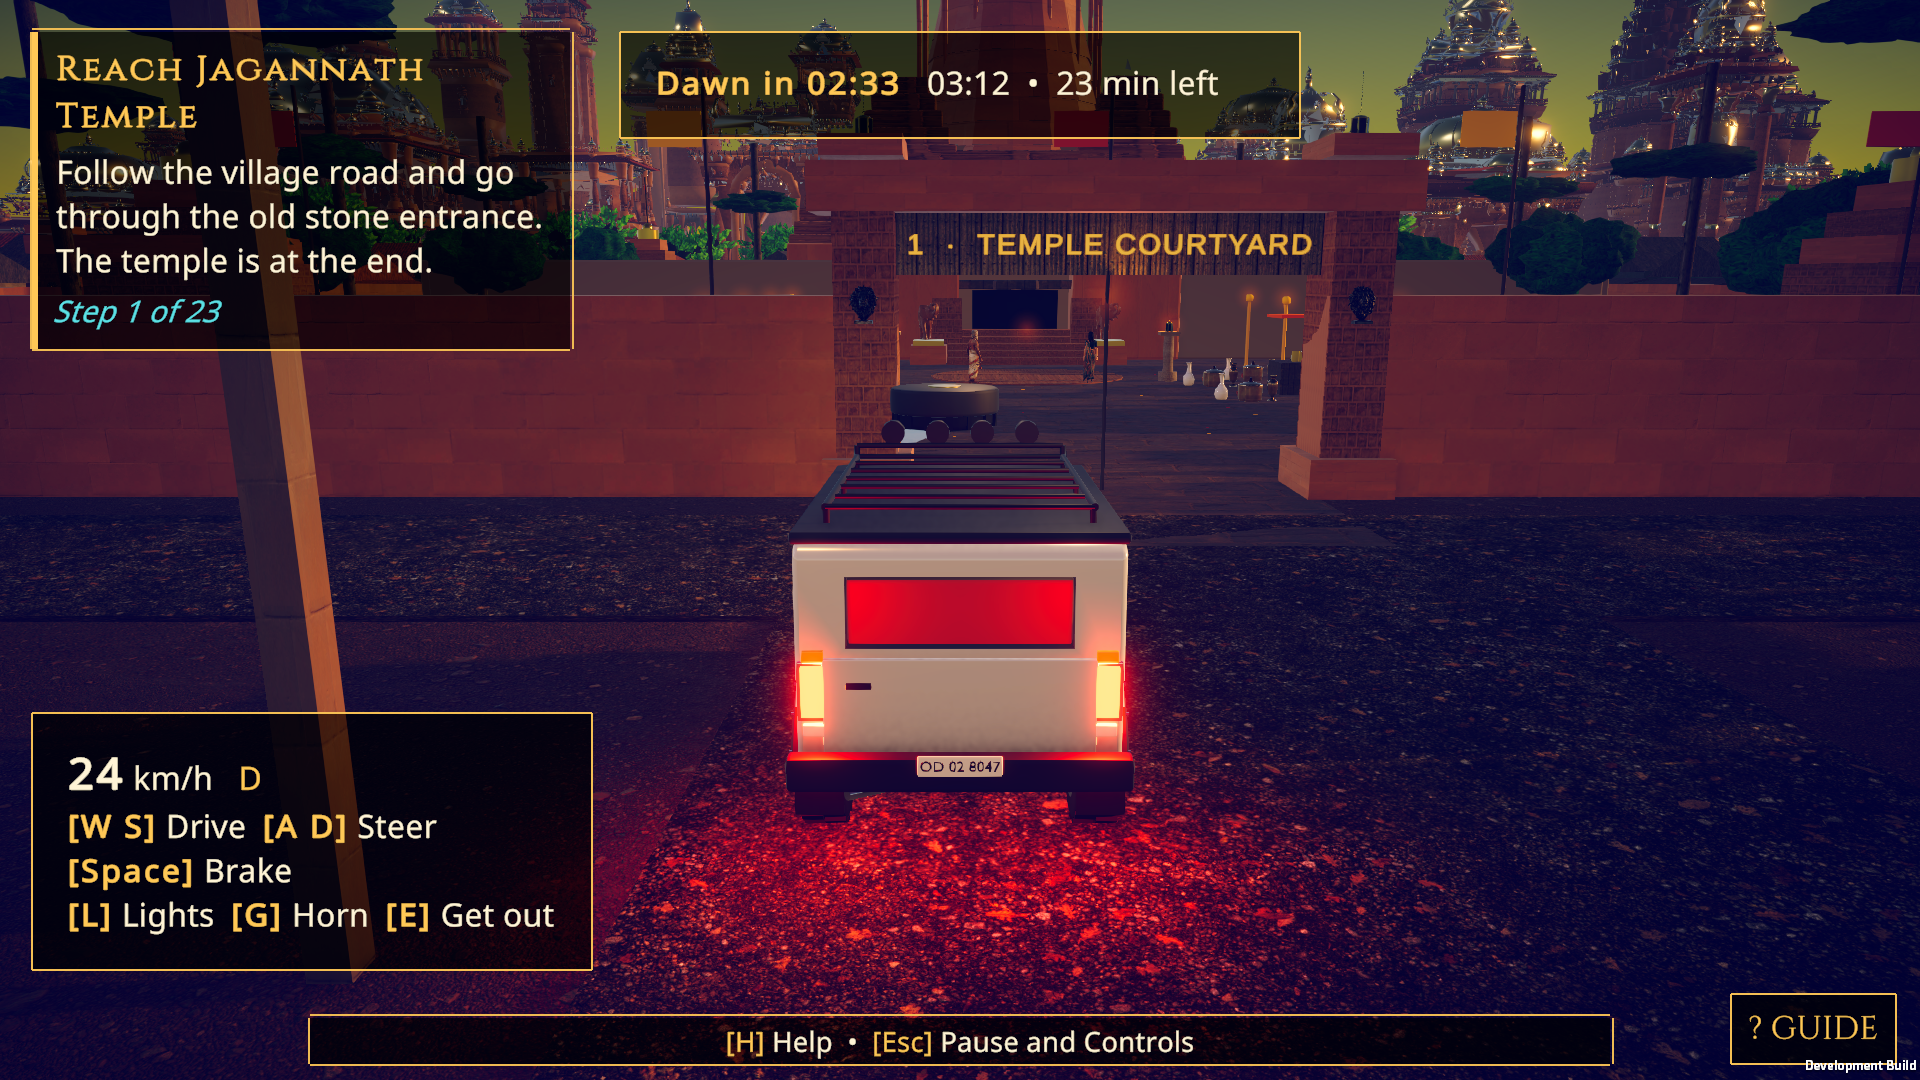 REACH JAGANNATH
TEMPLE
Follow the village road and go
through the old stone entrance.
The temple is at the end.
Step 1 of 23
Dawn in 02:33 03:12 • 23 min left
1 · TEMPLE COURTYARD
OD 02 8047
24 km/h D
[W S] Drive [A D] Steer
[Space] Brake
[L] Lights [G] Horn [E] Get out
[H] Help • [Esc] Pause and Controls
? GUIDE
Development Build